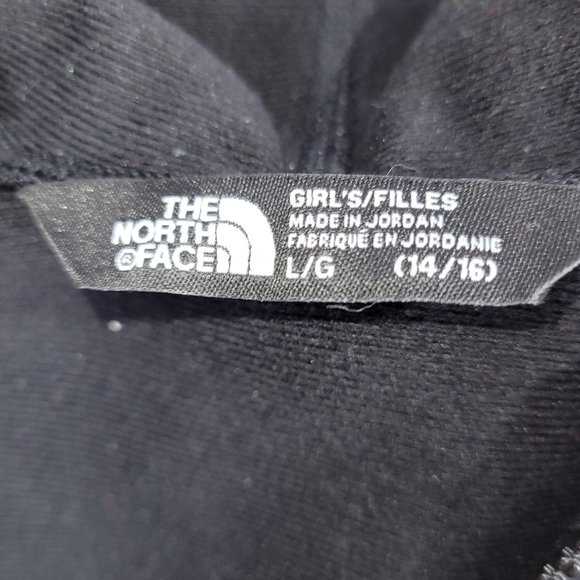 THE
NORTH
®FACE
GIRL'S/FILLES
MADE IN JORDAN
FABRIQUÉ EN JORDANIE
L/G (14/16)